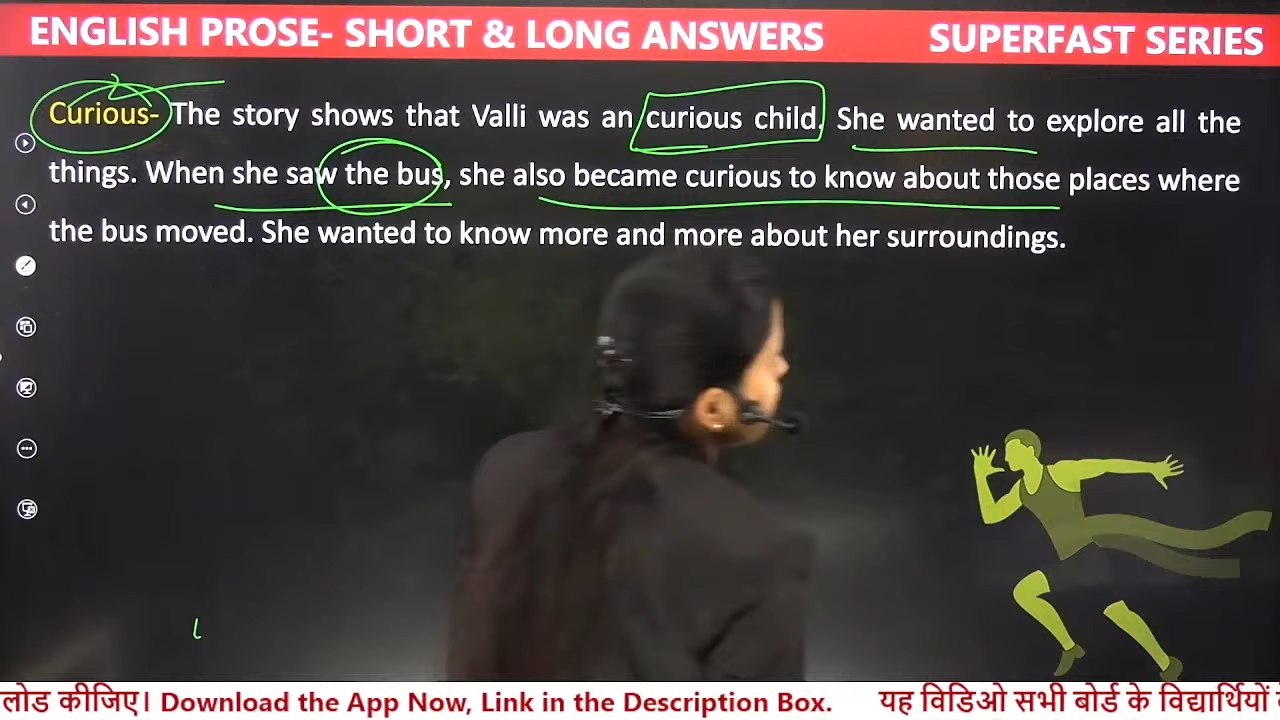 ENGLISH PROSE- SHORT & LONG ANSWERS SUPERFAST SERIES
Curious- The story shows that Valli was an curious child. She wanted to explore all the
things. When she saw the bus, she also became curious to know about those places where
the bus moved. She wanted to know more and more about her surroundings.
लोड कीजिए। Download the App Now, Link in the Description Box. यह विडिओ सभी बोर्ड के विद्यार्थियों